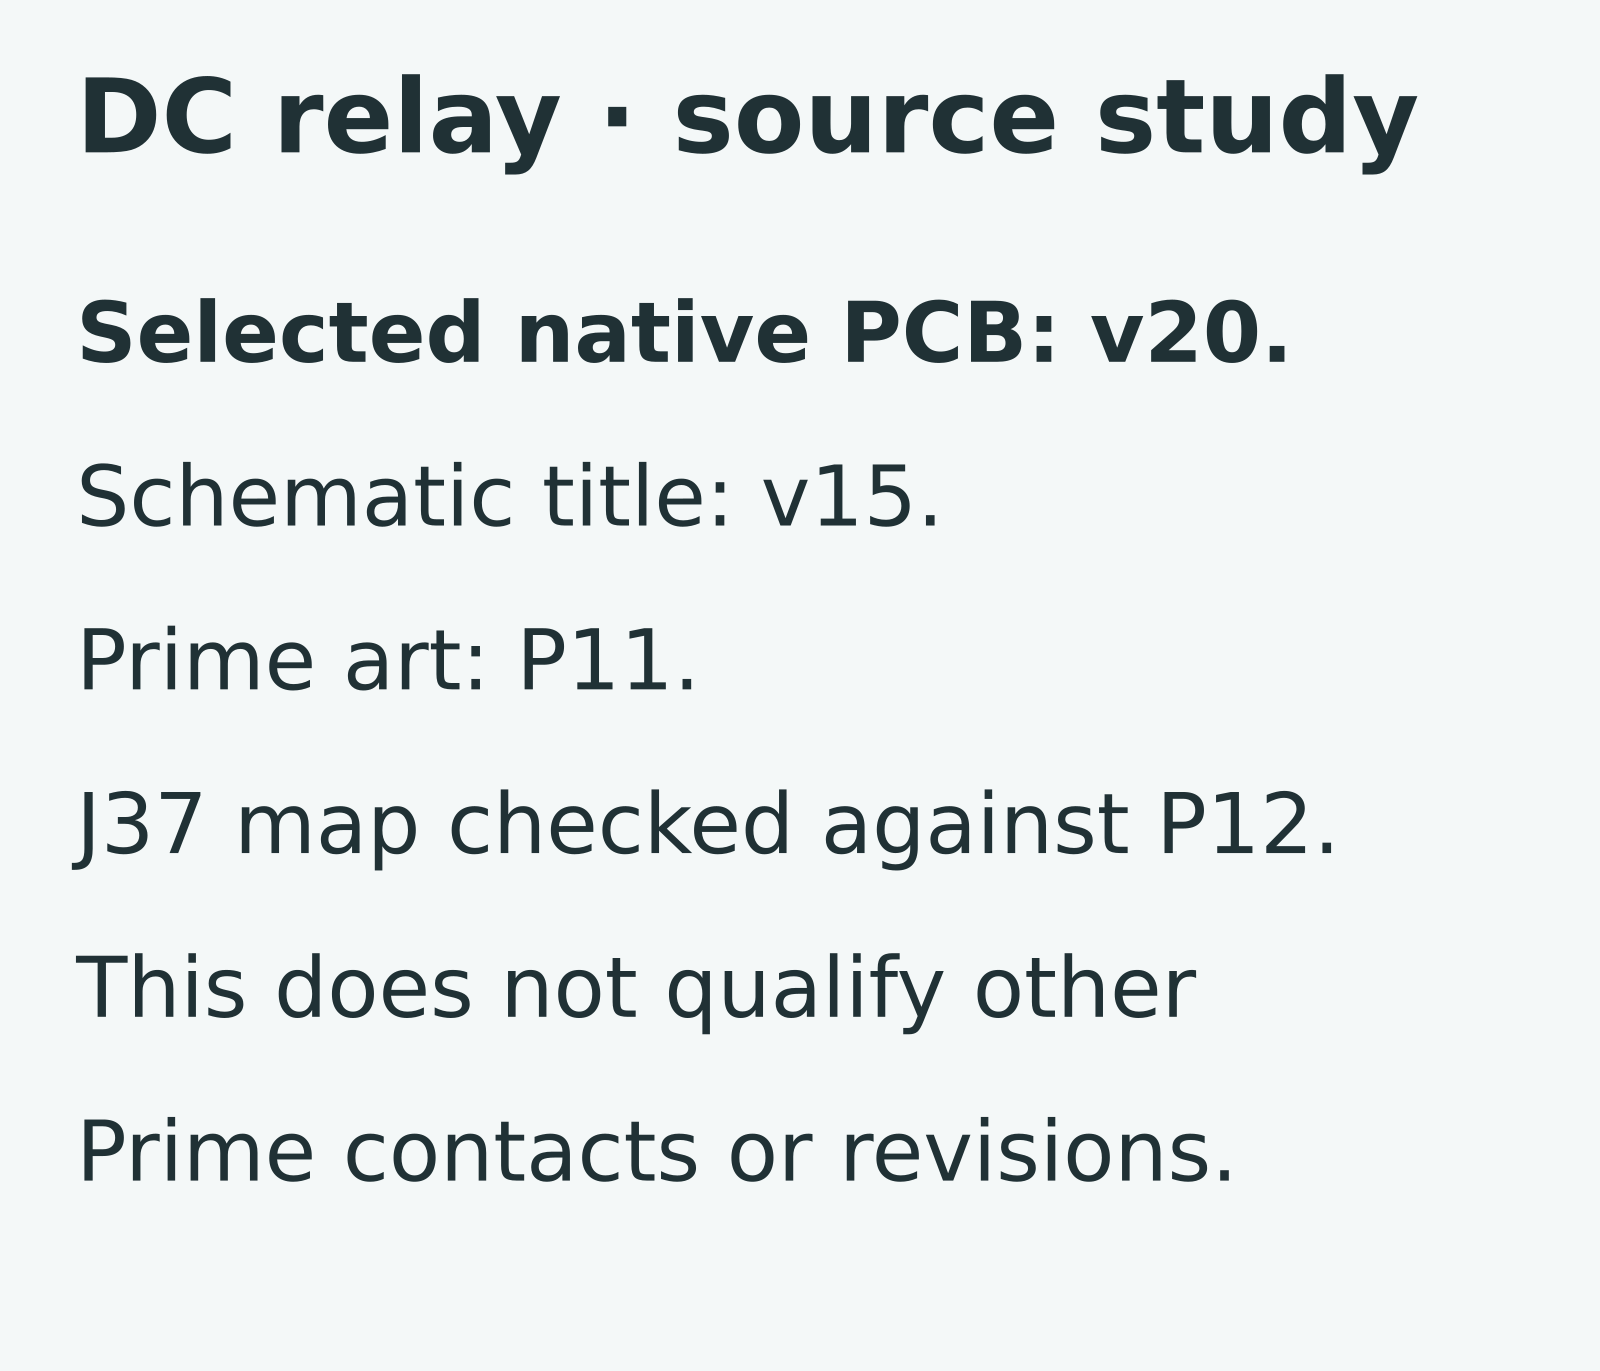 DC relay · source study
Selected native PCB: v20.
Schematic title: v15.
Prime art: P11.
J37 map checked against P12.
This does not qualify other
Prime contacts or revisions.